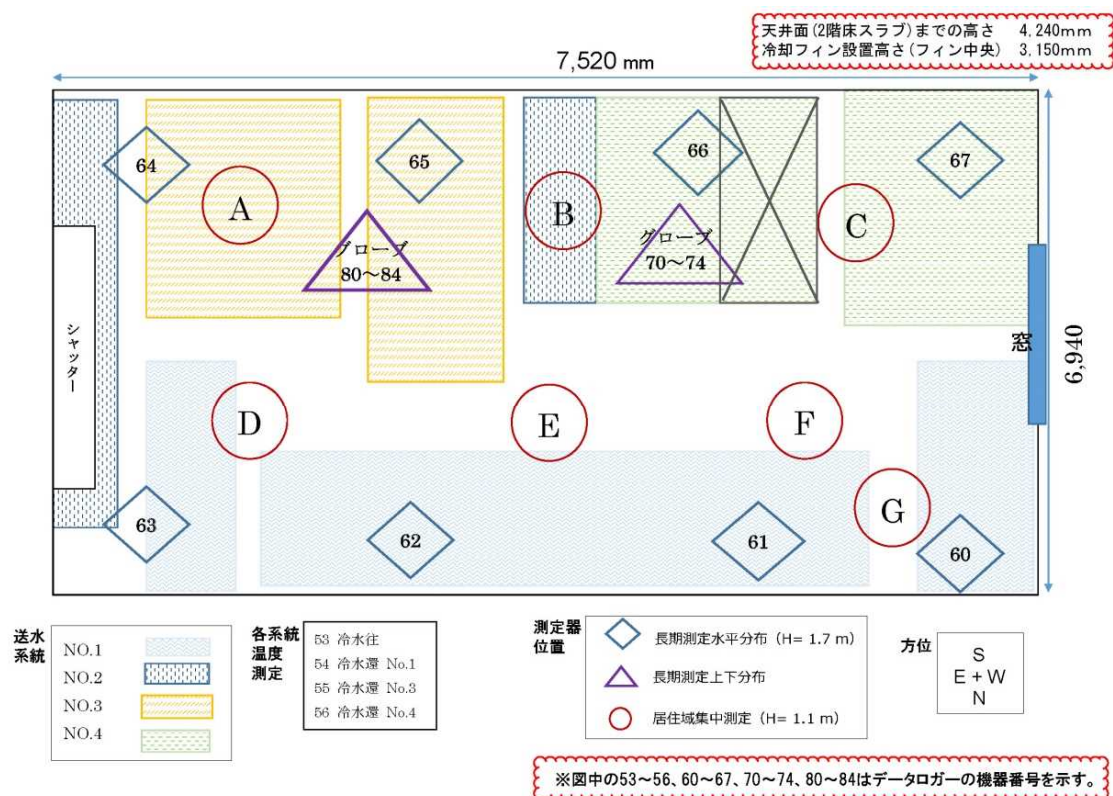 天井面(2階床スラブ)までの高さ 4.240mm
冷却フィン設置高さ(フィン中央) 3.150mm
7,520 mm
64
65
66
67
A
B
C
グローブ
80～84
グローブ
70～74
シャッター
窓
6,940
D
E
F
G
63
62
61
60
送水
系統
NO.1
NO.2
NO.3
NO.4
各系統
温度
測定
53 冷水往
54 冷水還 No.1
55 冷水還 No.3
56 冷水還 No.4
測定器
位置
長期測定水平分布（H= 1.7 m）
長期測定上下分布
居住域集中測定（H= 1.1 m）
方位
S
E + W
N
※図中の53～56、60～67、70～74、80～84はデータロガーの機器番号を示す。